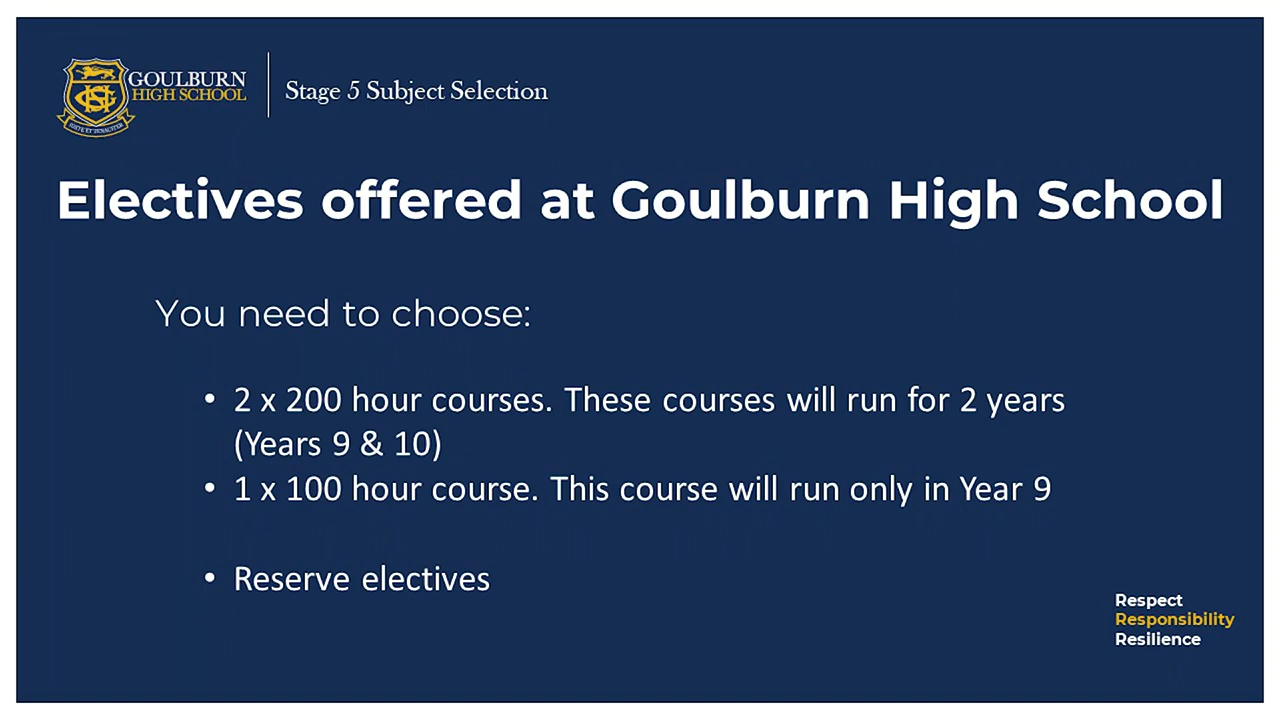 GOULBURN
HIGH SCHOOL
Stage 5 Subject Selection
Electives offered at Goulburn High School
You need to choose:
• 2 x 200 hour courses. These courses will run for 2 years
(Years 9 & 10)
• 1 x 100 hour course. This course will run only in Year 9
• Reserve electives
Respect
Responsibility
Resilience